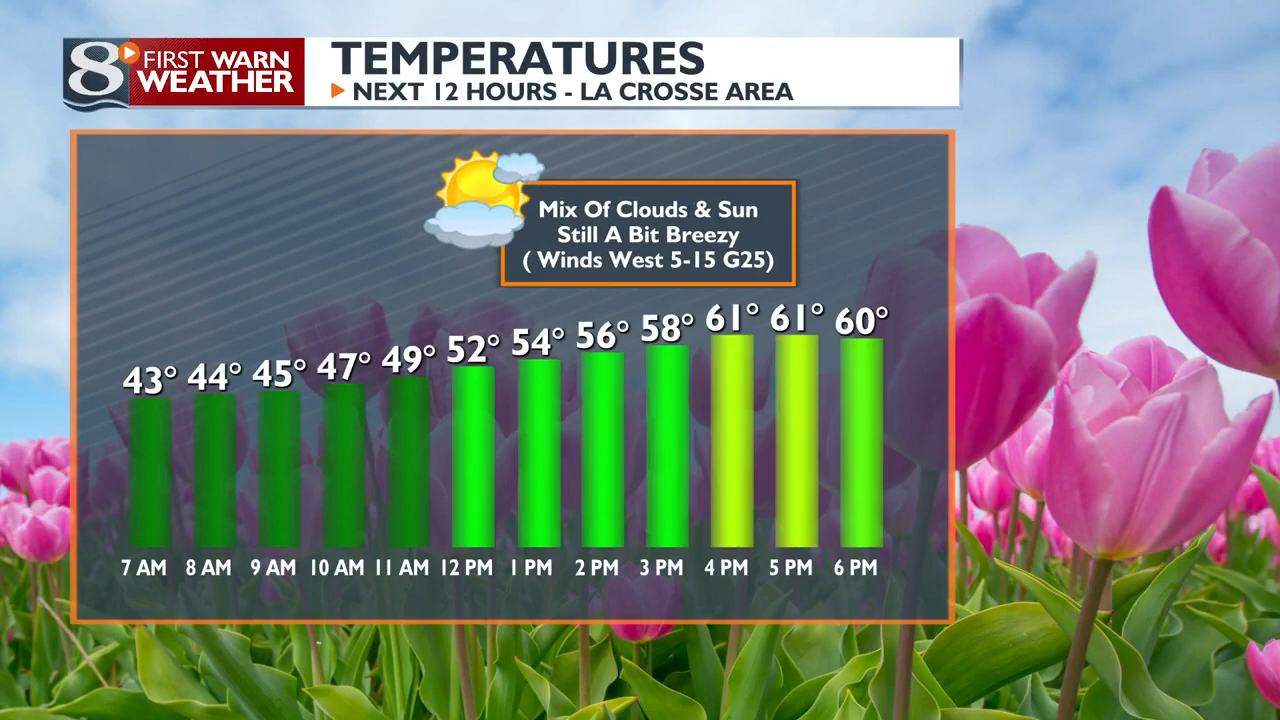 8 FIRST WARN
WEATHER
TEMPERATURES
NEXT 12 HOURS - LA CROSSE AREA
Mix Of Clouds & Sun
Still A Bit Breezy
( Winds West 5-15 G25)
43° 44° 45° 47° 49° 52° 54° 56° 58° 61° 61° 60°
7 AM 8 AM 9 AM 10 AM 11 AM 12 PM 1 PM 2 PM 3 PM 4 PM 5 PM 6 PM